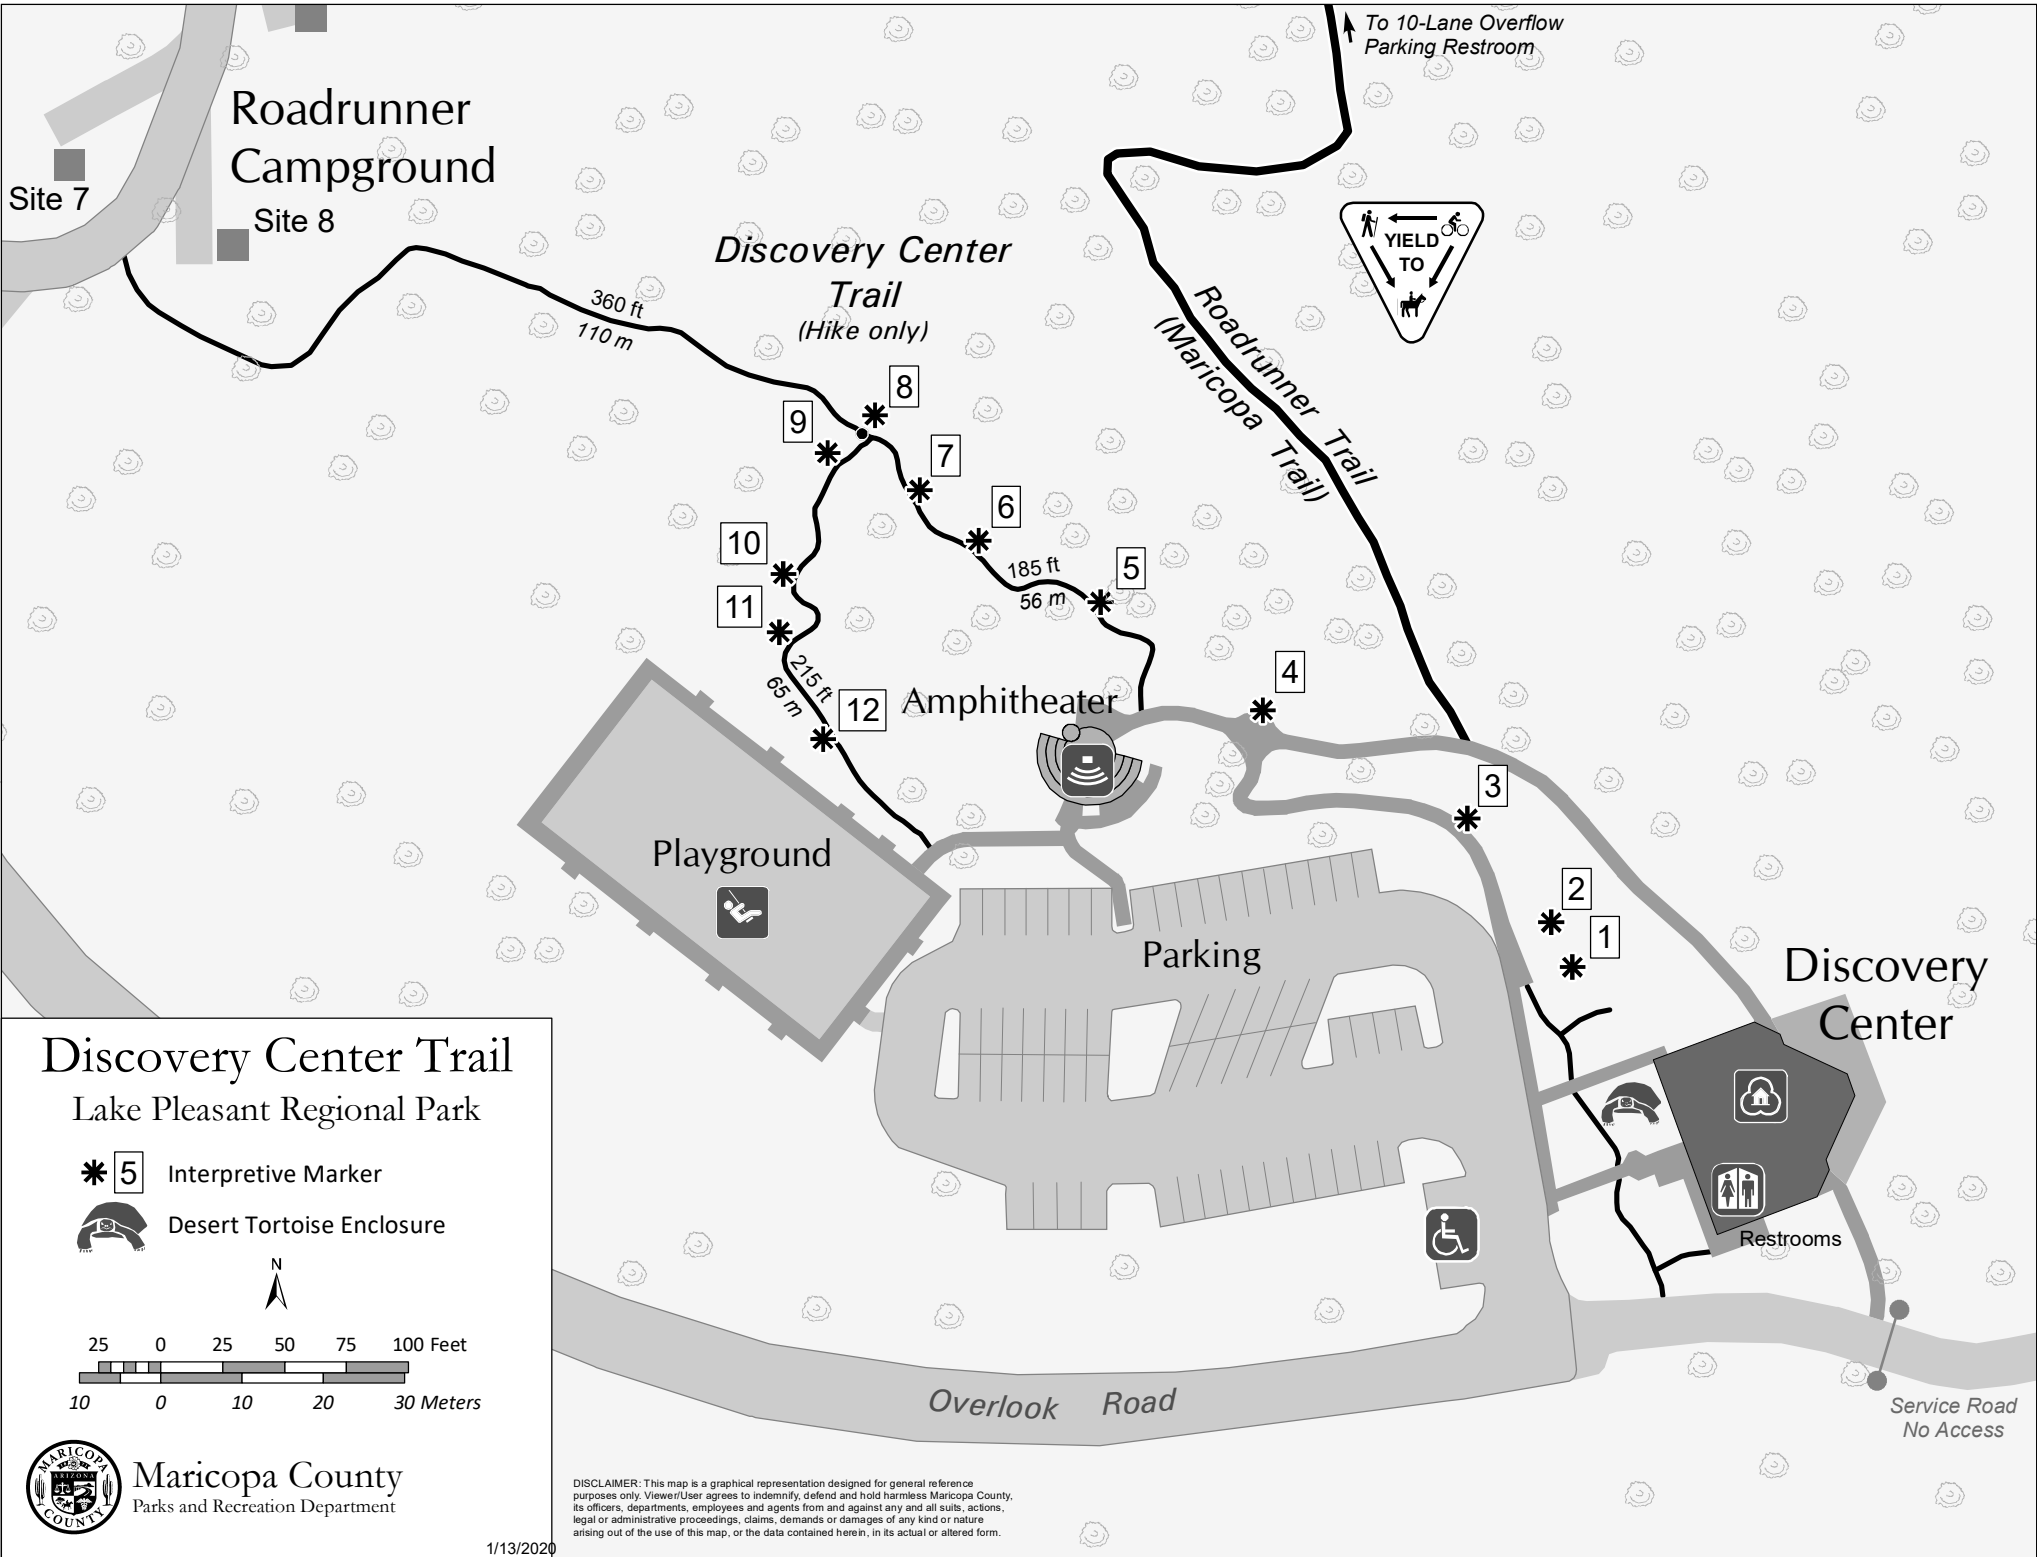 To 10-Lane Overflow
Parking Restroom
Roadrunner
Campground
Site 7
Site 8
Discovery Center
Trail
(Hike only)
YIELD
TO
Roadrunner Trail
(Maricopa Trail)
360 ft
110 m
8
9
7
6
10
185 ft
56 m
5
11
215 ft
65 m
12
4
Amphitheater
3
Playground
2
1
Parking
Discovery
Center
Restrooms
Overlook Road
Service Road
No Access
Discovery Center Trail
Lake Pleasant Regional Park
5 Interpretive Marker
Desert Tortoise Enclosure
N
25 0 25 50 75 100 Feet
10 0 10 20 30 Meters
MARICOPA
ARIZONA
COUNTY
Maricopa County
Parks and Recreation Department
1/13/2020
DISCLAIMER: This map is a graphical representation designed for general reference
purposes only. Viewer/User agrees to indemnify, defend and hold harmless Maricopa County,
its officers, departments, employees and agents from and against any and all suits, actions,
legal or administrative proceedings, claims, demands or damages of any kind or nature
arising out of the use of this map, or the data contained herein, in its actual or altered form.